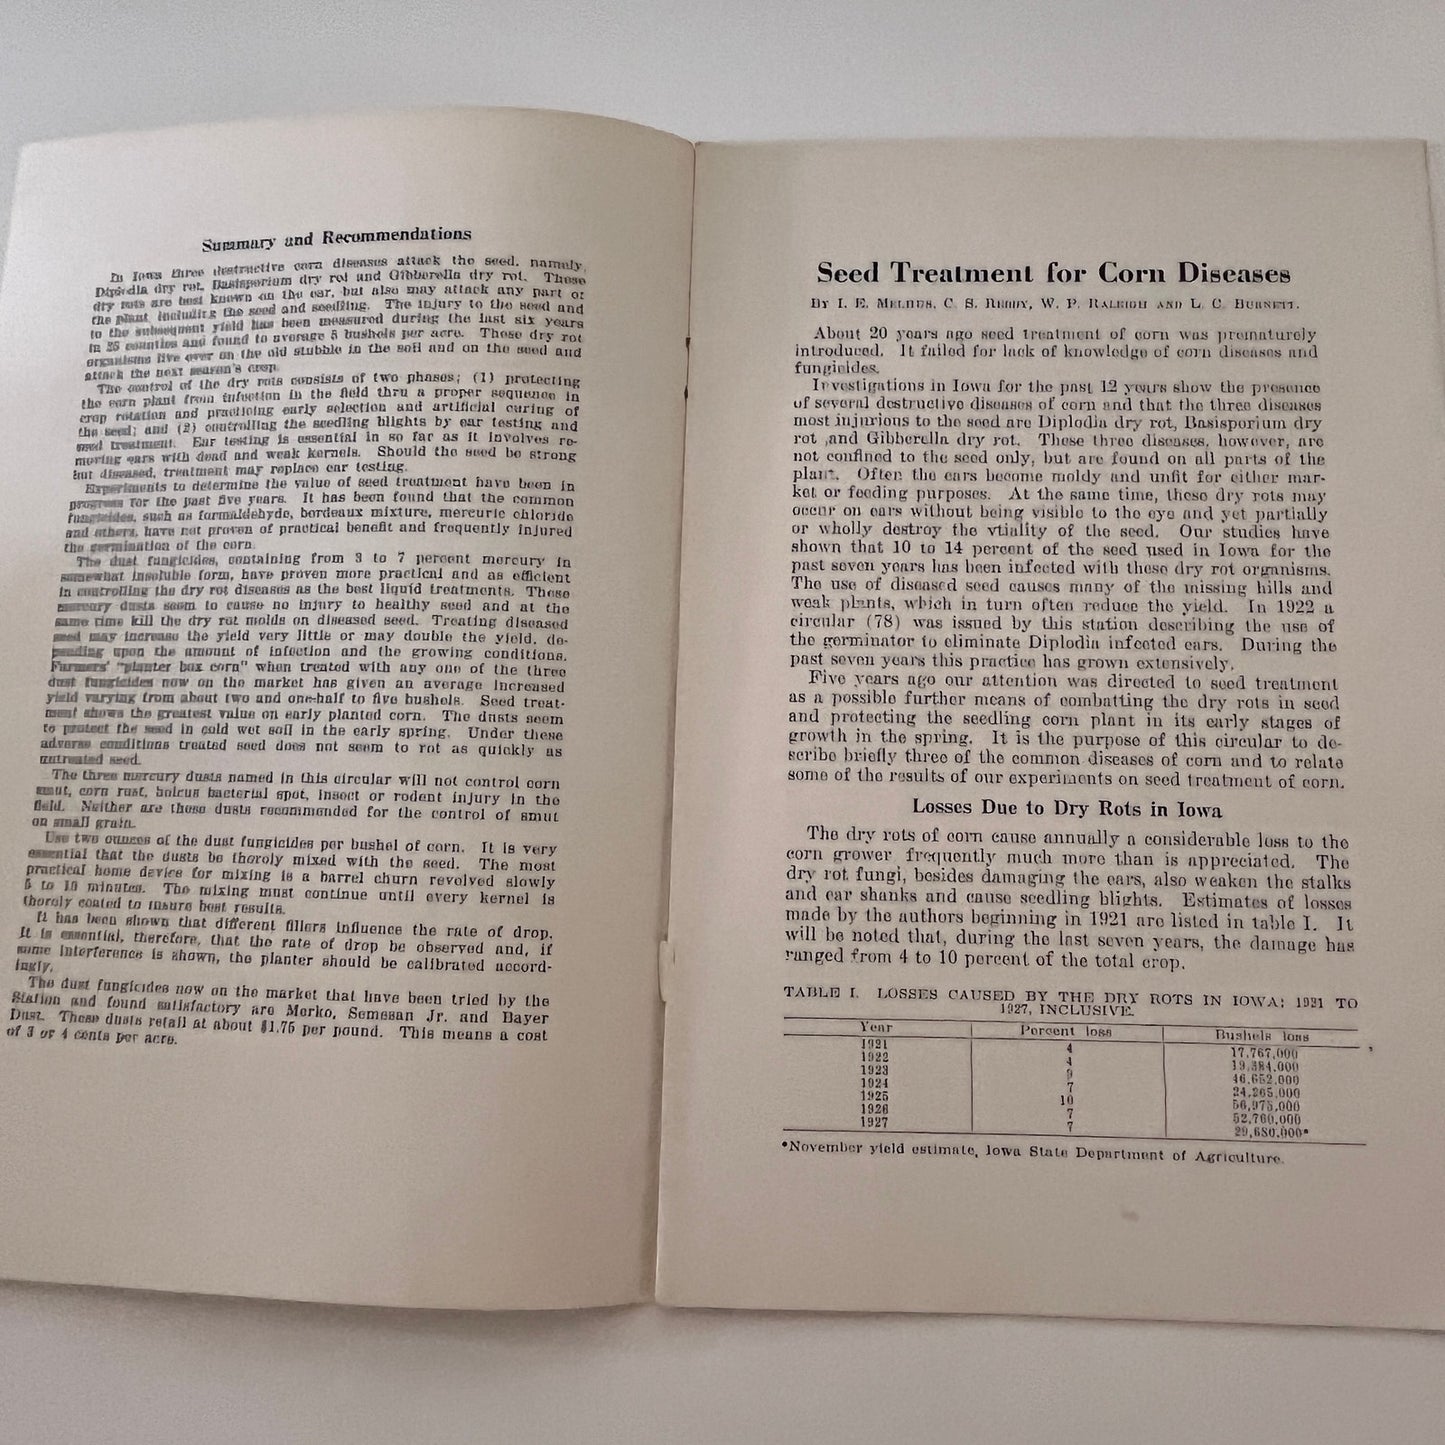 Summary and Recommendations
In Iowa three destructive corn diseases attack the seed, namely,
Diplodia dry rot, Basisporium dry rot and Gibberella dry rot. These
dry rots are best known on the ear, but also may attack any part of
the plant including the seed and seedling. The injury to the seed and
to the subsequent yield has been measured during the last six years
in 25 counties and found to average 8 bushels per acre. These dry rot
organisms live over on the old stubble in the soil and on the seed and
attack the next season's crop.
The control of the dry rots consists of two phases; (1) protecting
the corn plant from infection in the field thru a proper sequence in
crop rotation and practicing early selection and artificial curing of
the seed; and (2) controlling the seedling blights by ear testing and
seed treatment. Ear testing is essential in so far as it involves re-
moving ears with dead and weak kernels. Should the seed be strong
but diseased, treatment may replace ear testing.
Experiments to determine the value of seed treatment have been in
progress for the past five years. It has been found that the common
fungicides, such as formaldehyde, bordeaux mixture, mercuric chloride
and others, have not proven of practical benefit and frequently injured
the germination of the corn.
The dust fungicides, containing from 3 to 7 percent mercury in
somewhat insoluble form, have proven more practical and as efficient
in controlling the dry rot diseases as the best liquid treatments. These
mercury dusts seem to cause no injury to healthy seed and at the
same time kill the dry rot molds on diseased seed. Treating diseased
seed may increase the yield very little or may double the yield, de-
pending upon the amount of infection and the growing conditions.
Farmers' "planter box corn" when treated with any one of the three
dust fungicides now on the market has given an average increased
yield varying from about two and one-half to five bushels. Seed treat-
ment shows the greatest value on early planted corn. The dusts seem
to protect the seed in cold wet soil in the early spring. Under these
adverse conditions treated seed does not seem to rot as quickly as
untreated seed.
The three mercury dusts named in this circular will not control corn
smut, corn rust, holcus bacterial spot, insect or rodent injury in the
field. Neither are these dusts recommended for the control of smut
on small grain.
Use two ounces of the dust fungicides per bushel of corn. It is very
essential that the dusts be thoroly mixed with the seed. The most
practical home device for mixing is a barrel churn revolved slowly
5 to 10 minutes. The mixing must continue until every kernel is
thoroly coated to insure best results.
It has been shown that different fillers influence the rate of drop.
It is essential, therefore, that the rate of drop be observed and, if
some interference is shown, the planter should be calibrated accord-
ingly.
The dust fungicides now on the market that have been tried by the
Station and found satisfactory are Merko, Semesan Jr. and Bayer
Dust. These dusts retail at about $1.75 per pound. This means a cost
of 3 or 4 cents per acre.
Seed Treatment for Corn Diseases
By I. E. Melhus, C. S. Reddy, W. P. Raleigh and L. C. Burnett.
About 20 years ago seed treatment of corn was prematurely
introduced. It failed for lack of knowledge of corn diseases and
fungicides.
Investigations in Iowa for the past 12 years show the presence
of several destructive diseases of corn and that the three diseases
most injurious to the seed are Diplodia dry rot, Basisporium dry
rot ,and Gibberella dry rot. These three diseases, however, are
not confined to the seed only, but are found on all parts of the
plant. Often the ears become moldy and unfit for either mar-
ket or feeding purposes. At the same time, these dry rots may
occur on ears without being visible to the eye and yet partially
or wholly destroy the vtiality of the seed. Our studies have
shown that 10 to 14 percent of the seed used in Iowa for the
past seven years has been infected with these dry rot organisms.
The use of diseased seed causes many of the missing hills and
weak plants, which in turn often reduce the yield. In 1922 a
circular (78) was issued by this station describing the use of
the germinator to eliminate Diplodia infected ears. During the
past seven years this practice has grown extensively.
Five years ago our attention was directed to seed treatment
as a possible further means of combatting the dry rots in seed
and protecting the seedling corn plant in its early stages of
growth in the spring. It is the purpose of this circular to de-
scribe briefly three of the common diseases of corn and to relate
some of the results of our experiments on seed treatment of corn.
Losses Due to Dry Rots in Iowa
The dry rots of corn cause annually a considerable loss to the
corn grower frequently much more than is appreciated. The
dry rot fungi, besides damaging the ears, also weaken the stalks
and ear shanks and cause seedling blights. Estimates of losses
made by the authors beginning in 1921 are listed in table I. It
will be noted that, during the last seven years, the damage has
ranged from 4 to 10 percent of the total crop.
TABLE I. LOSSES CAUSED BY THE DRY ROTS IN IOWA; 1921 TO
1927, INCLUSIVE.
Year Percent loss Bushels loss
1921 4 17,767,000
1922 4 19,384,000
1923 9 46,652,000
1924 7 24,265,000
1925 10 56,975,000
1926 7 52,760,000
1927 7 29,680,000*
*November yield estimate, Iowa State Department of Agriculture.